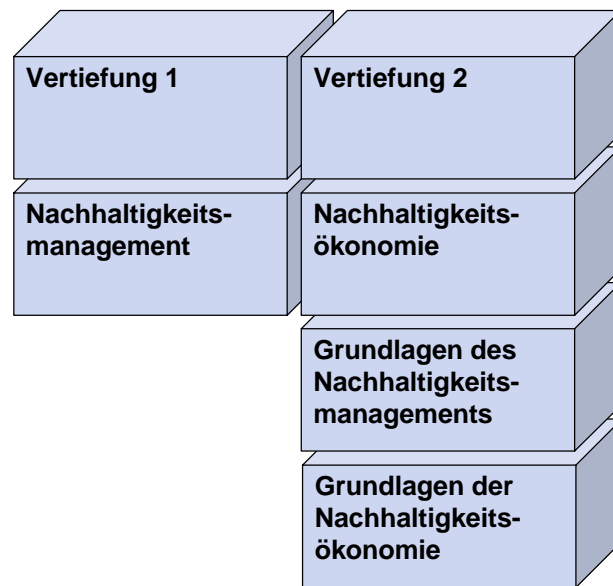 Vertiefung 1
Vertiefung 2
Nachhaltigkeits-
management
Nachhaltigkeits-
ökonomie
Grundlagen des
Nachhaltigkeits-
managements
Grundlagen der
Nachhaltigkeits-
ökonomie